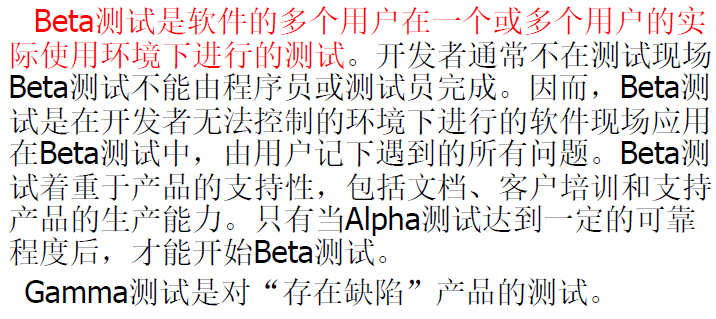 Beta测试是软件的多个用户在一个或多个用户的实
际使用环境下进行的测试。开发者通常不在测试现场
Beta测试不能由程序员或测试员完成。因而，Beta测
试是在开发者无法控制的环境下进行的软件现场应用
在Beta测试中，由用户记下遇到的所有问题。Beta测
试着重于产品的支持性，包括文档、客户培训和支持
产品的生产能力。只有当Alpha测试达到一定的可靠
程度后，才能开始Beta测试。
Gamma测试是对“存在缺陷”产品的测试。